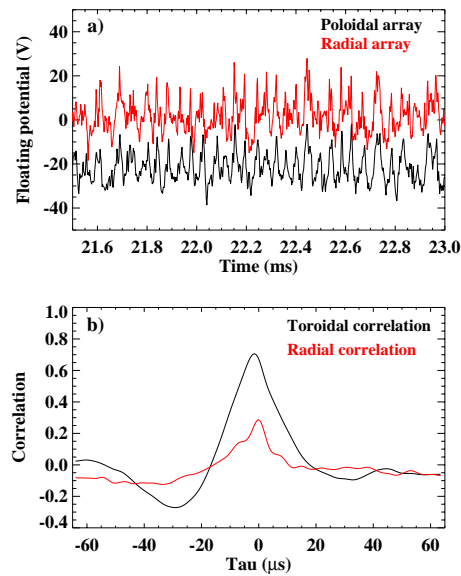 a)
Poloidal array
Radial array
Floating potential (V)
40
20
0
-20
-40
21.6 21.8 22.0 22.2 22.4 22.6 22.8 23.0
Time (ms)
b)
Toroidal correlation
Radial correlation
Correlation
1.0
0.8
0.6
0.4
0.2
0.0
-0.2
-0.4
-60 -40 -20 0 20 40 60
Tau (μs)